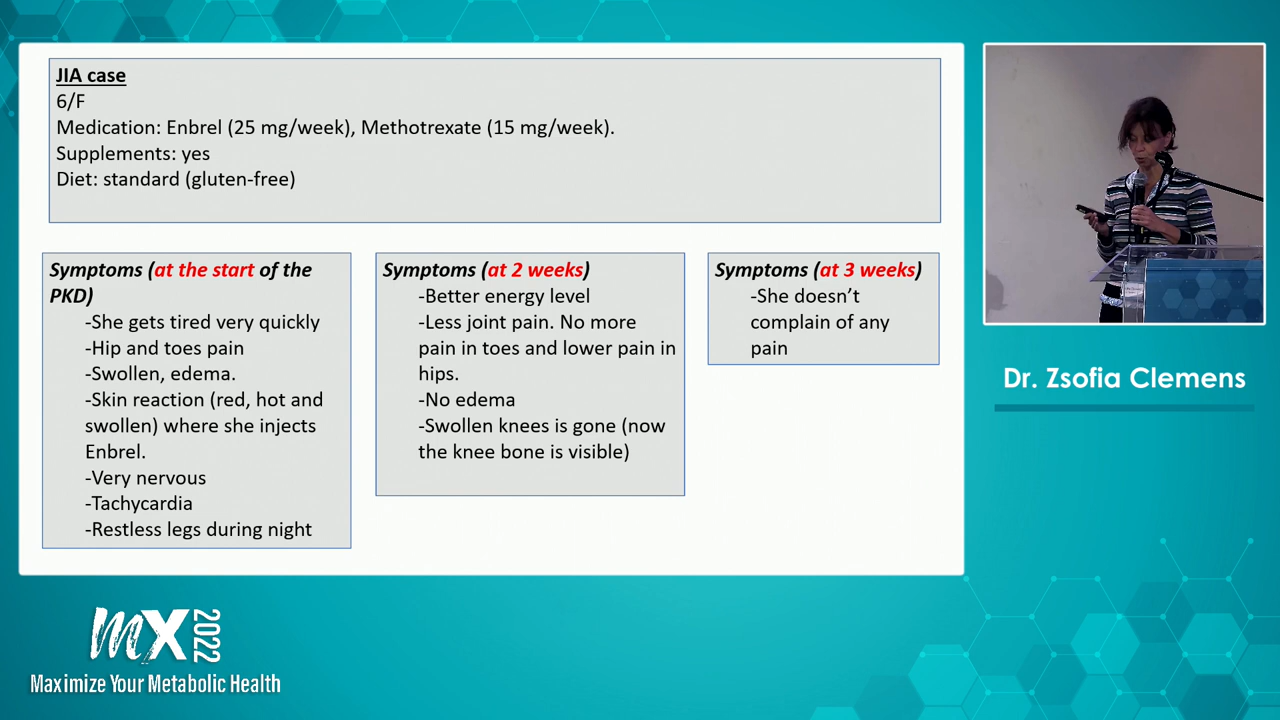 JIA case
6/F
Medication: Enbrel (25 mg/week), Methotrexate (15 mg/week).
Supplements: yes
Diet: standard (gluten-free)
Symptoms (at the start of the
PKD)
-She gets tired very quickly
-Hip and toes pain
-Swollen, edema.
-Skin reaction (red, hot and
swollen) where she injects
Enbrel.
-Very nervous
-Tachycardia
-Restless legs during night
Symptoms (at 2 weeks)
-Better energy level
-Less joint pain. No more
pain in toes and lower pain in
hips.
-No edema
-Swollen knees is gone (now
the knee bone is visible)
Symptoms (at 3 weeks)
-She doesn't
complain of any
pain
Dr. Zsofia Clemens
mX 2022
Maximize Your Metabolic Health